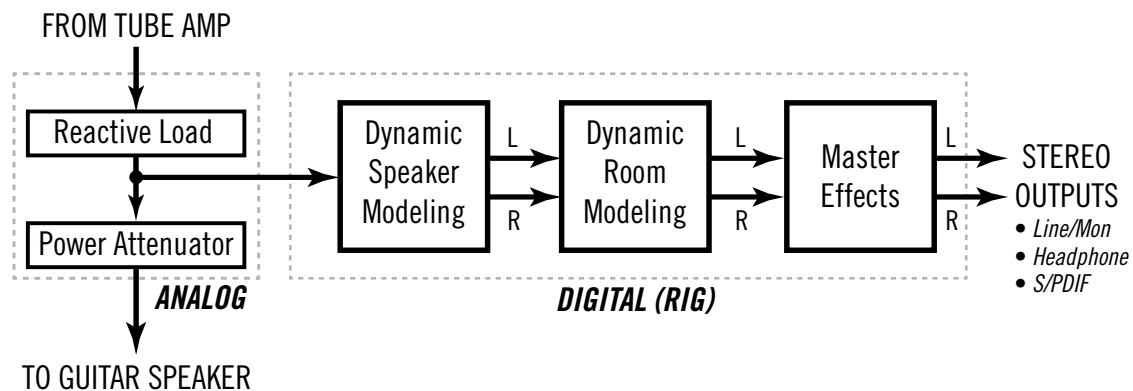 FROM TUBE AMP
Reactive Load
Power Attenuator
ANALOG
TO GUITAR SPEAKER
Dynamic
Speaker
Modeling
L
R
Dynamic
Room
Modeling
L
R
Master
Effects
L
R
DIGITAL (RIG)
STEREO
OUTPUTS
• Line/Mon
• Headphone
• S/PDIF